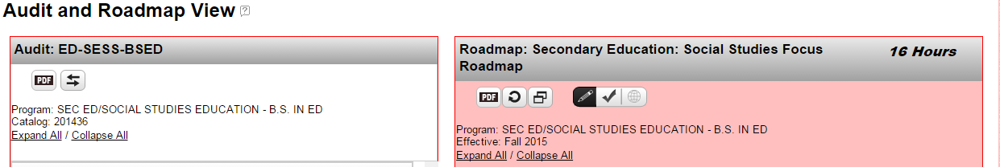 Audit and Roadmap View ?
Audit: ED-SESS-BSED
PDF
Program: SEC ED/SOCIAL STUDIES EDUCATION - B.S. IN ED
Catalog: 201436
Expand All / Collapse All
Roadmap: Secondary Education: Social Studies Focus
Roadmap
16 Hours
PDF
Program: SEC ED/SOCIAL STUDIES EDUCATION - B.S. IN ED
Effective: Fall 2015
Expand All / Collapse All